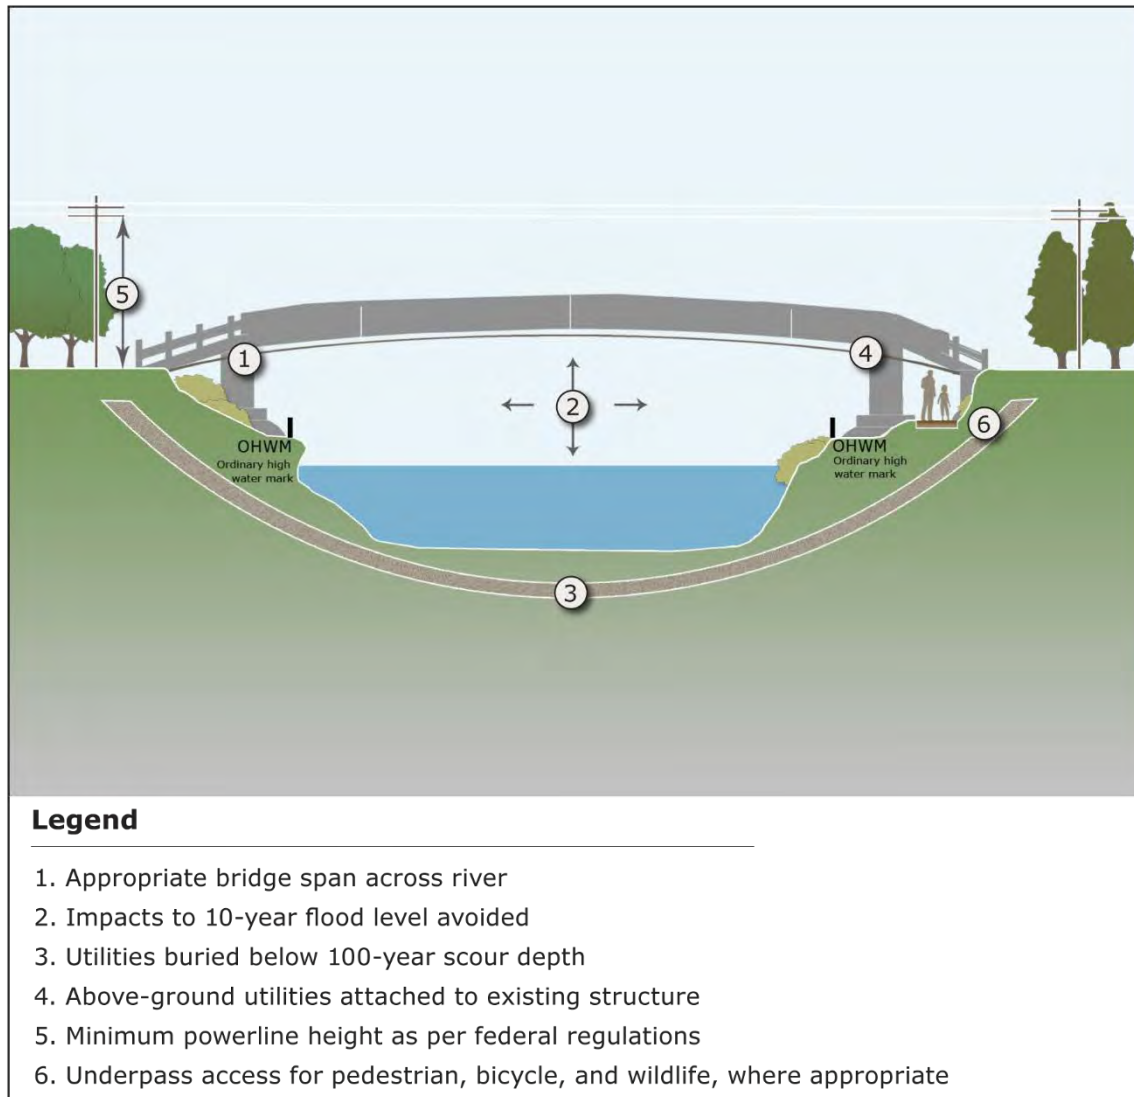 5
1
4
2
6
OHWM
Ordinary high
water mark
OHWM
Ordinary high
water mark
3
Legend
1. Appropriate bridge span across river
2. Impacts to 10-year flood level avoided
3. Utilities buried below 100-year scour depth
4. Above-ground utilities attached to existing structure
5. Minimum powerline height as per federal regulations
6. Underpass access for pedestrian, bicycle, and wildlife, where appropriate